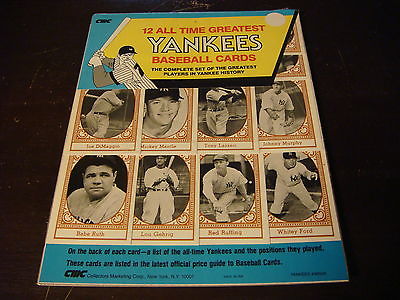 CMC
12 ALL TIME GREATEST
YANKEES
BASEBALL CARDS
THE COMPLETE SET OF THE GREATEST
PLAYERS IN YANKEE HISTORY
Joe DiMaggio
Mickey Mantle
Tony Lazzeri
Johnny Murphy
Babe Ruth
Lou Gehrig
Red Ruffing
Whitey Ford
On the back of each card—a list of the all-time Yankees and the positions they played.
These cards are listed in the latest official price guide to Baseball Cards.
CMC Collectors Marketing Corp., New York, N.Y. 10001